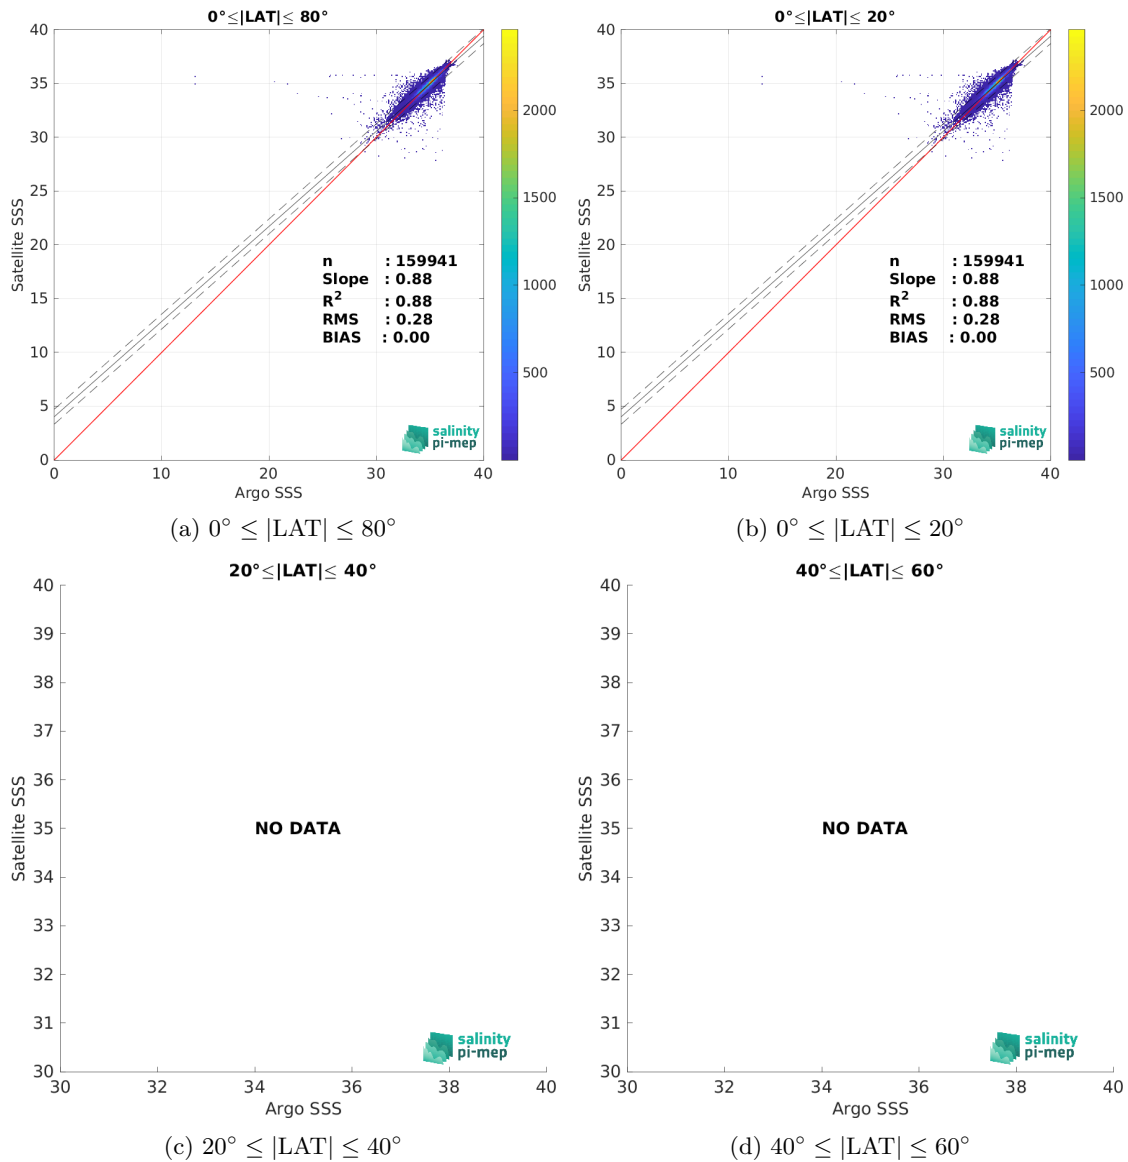 0°≤|LAT|≤ 80°
40
35
30
25
20
15
10
5
0
Satellite SSS
n : 159941
Slope : 0.88
R² : 0.88
RMS : 0.28
BIAS : 0.00
salinity
pi-mep
0 10 20 30 40
Argo SSS
2000
1500
1000
500
(a) 0° ≤ |LAT| ≤ 80°
0°≤|LAT|≤ 20°
40
35
30
25
20
15
10
5
0
Satellite SSS
n : 159941
Slope : 0.88
R² : 0.88
RMS : 0.28
BIAS : 0.00
salinity
pi-mep
0 10 20 30 40
Argo SSS
2000
1500
1000
500
(b) 0° ≤ |LAT| ≤ 20°
20°≤|LAT|≤ 40°
40
39
38
37
36
35
34
33
32
31
30
Satellite SSS
NO DATA
salinity
pi-mep
30 32 34 36 38 40
Argo SSS
(c) 20° ≤ |LAT| ≤ 40°
40°≤|LAT|≤ 60°
40
39
38
37
36
35
34
33
32
31
30
Satellite SSS
NO DATA
salinity
pi-mep
30 32 34 36 38 40
Argo SSS
(d) 40° ≤ |LAT| ≤ 60°